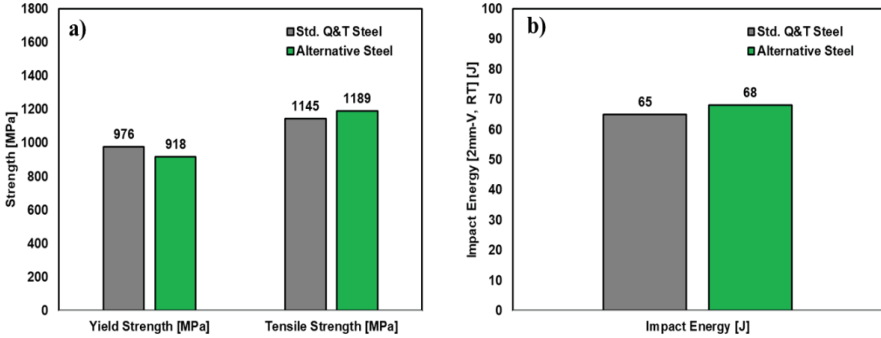 a)
Std. Q&T Steel
Alternative Steel
Strength [MPa]
1800
1600
1400
1200
1000
800
600
400
200
0
976
918
1145
1189
Yield Strength [MPa]
Tensile Strength [MPa]
b)
Std. Q&T Steel
Alternative Steel
Impact Energy [2mm-V, RT] [J]
100
90
80
70
60
50
40
30
20
10
0
65
68
Impact Energy [J]